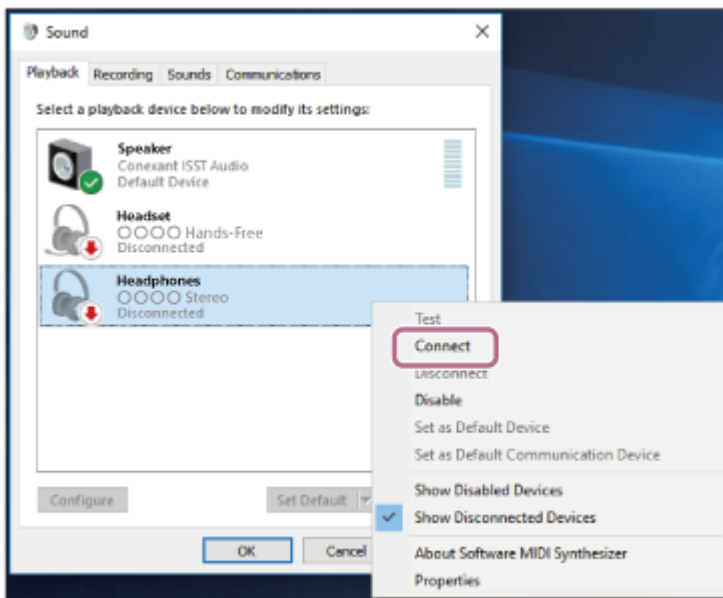 Sound
Playback Recording Sounds Communications
Select a playback device below to modify its settings:
Speaker
Conexant ISST Audio
Default Device
Headset
○○○○ Hands-Free
Disconnected
Headphones
○○○○ Stereo
Disconnected
Test
Connect
Disconnect
Disable
Set as Default Device
Set as Default Communication Device
Show Disabled Devices
Show Disconnected Devices
About Software MIDI Synthesizer
Properties
Configure Set Default
OK Cancel